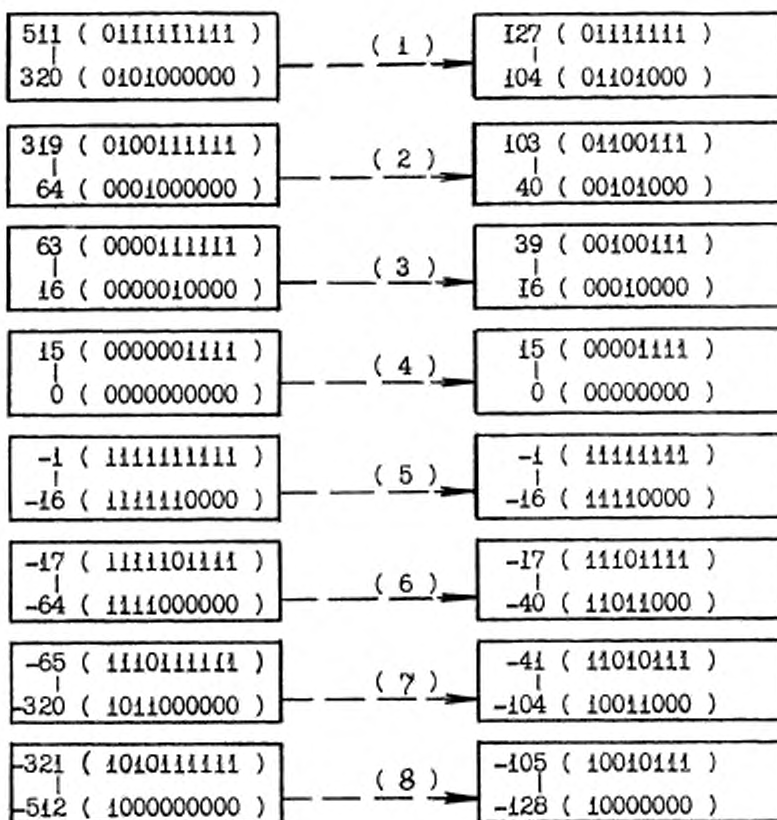 511 ( 0111111111 ) 127 ( 01111111 )
( 1 )
320 ( 0101000000 ) 104 ( 01101000 )
319 ( 0100111111 ) 103 ( 01100111 )
( 2 )
64 ( 0001000000 ) 40 ( 00101000 )
63 ( 0000111111 ) 39 ( 00100111 )
( 3 )
16 ( 0000010000 ) 16 ( 00010000 )
15 ( 0000001111 ) 15 ( 00001111 )
( 4 )
0 ( 0000000000 ) 0 ( 00000000 )
-1 ( 1111111111 ) -1 ( 11111111 )
( 5 )
-16 ( 1111110000 ) -16 ( 11110000 )
-17 ( 1111101111 ) -17 ( 11101111 )
( 6 )
-64 ( 1111000000 ) -40 ( 11011000 )
-65 ( 1110111111 ) -41 ( 11010111 )
( 7 )
-320 ( 1011000000 ) -104 ( 10011000 )
-321 ( 1010111111 ) -105 ( 10010111 )
( 8 )
-512 ( 1000000000 ) -128 ( 10000000 )